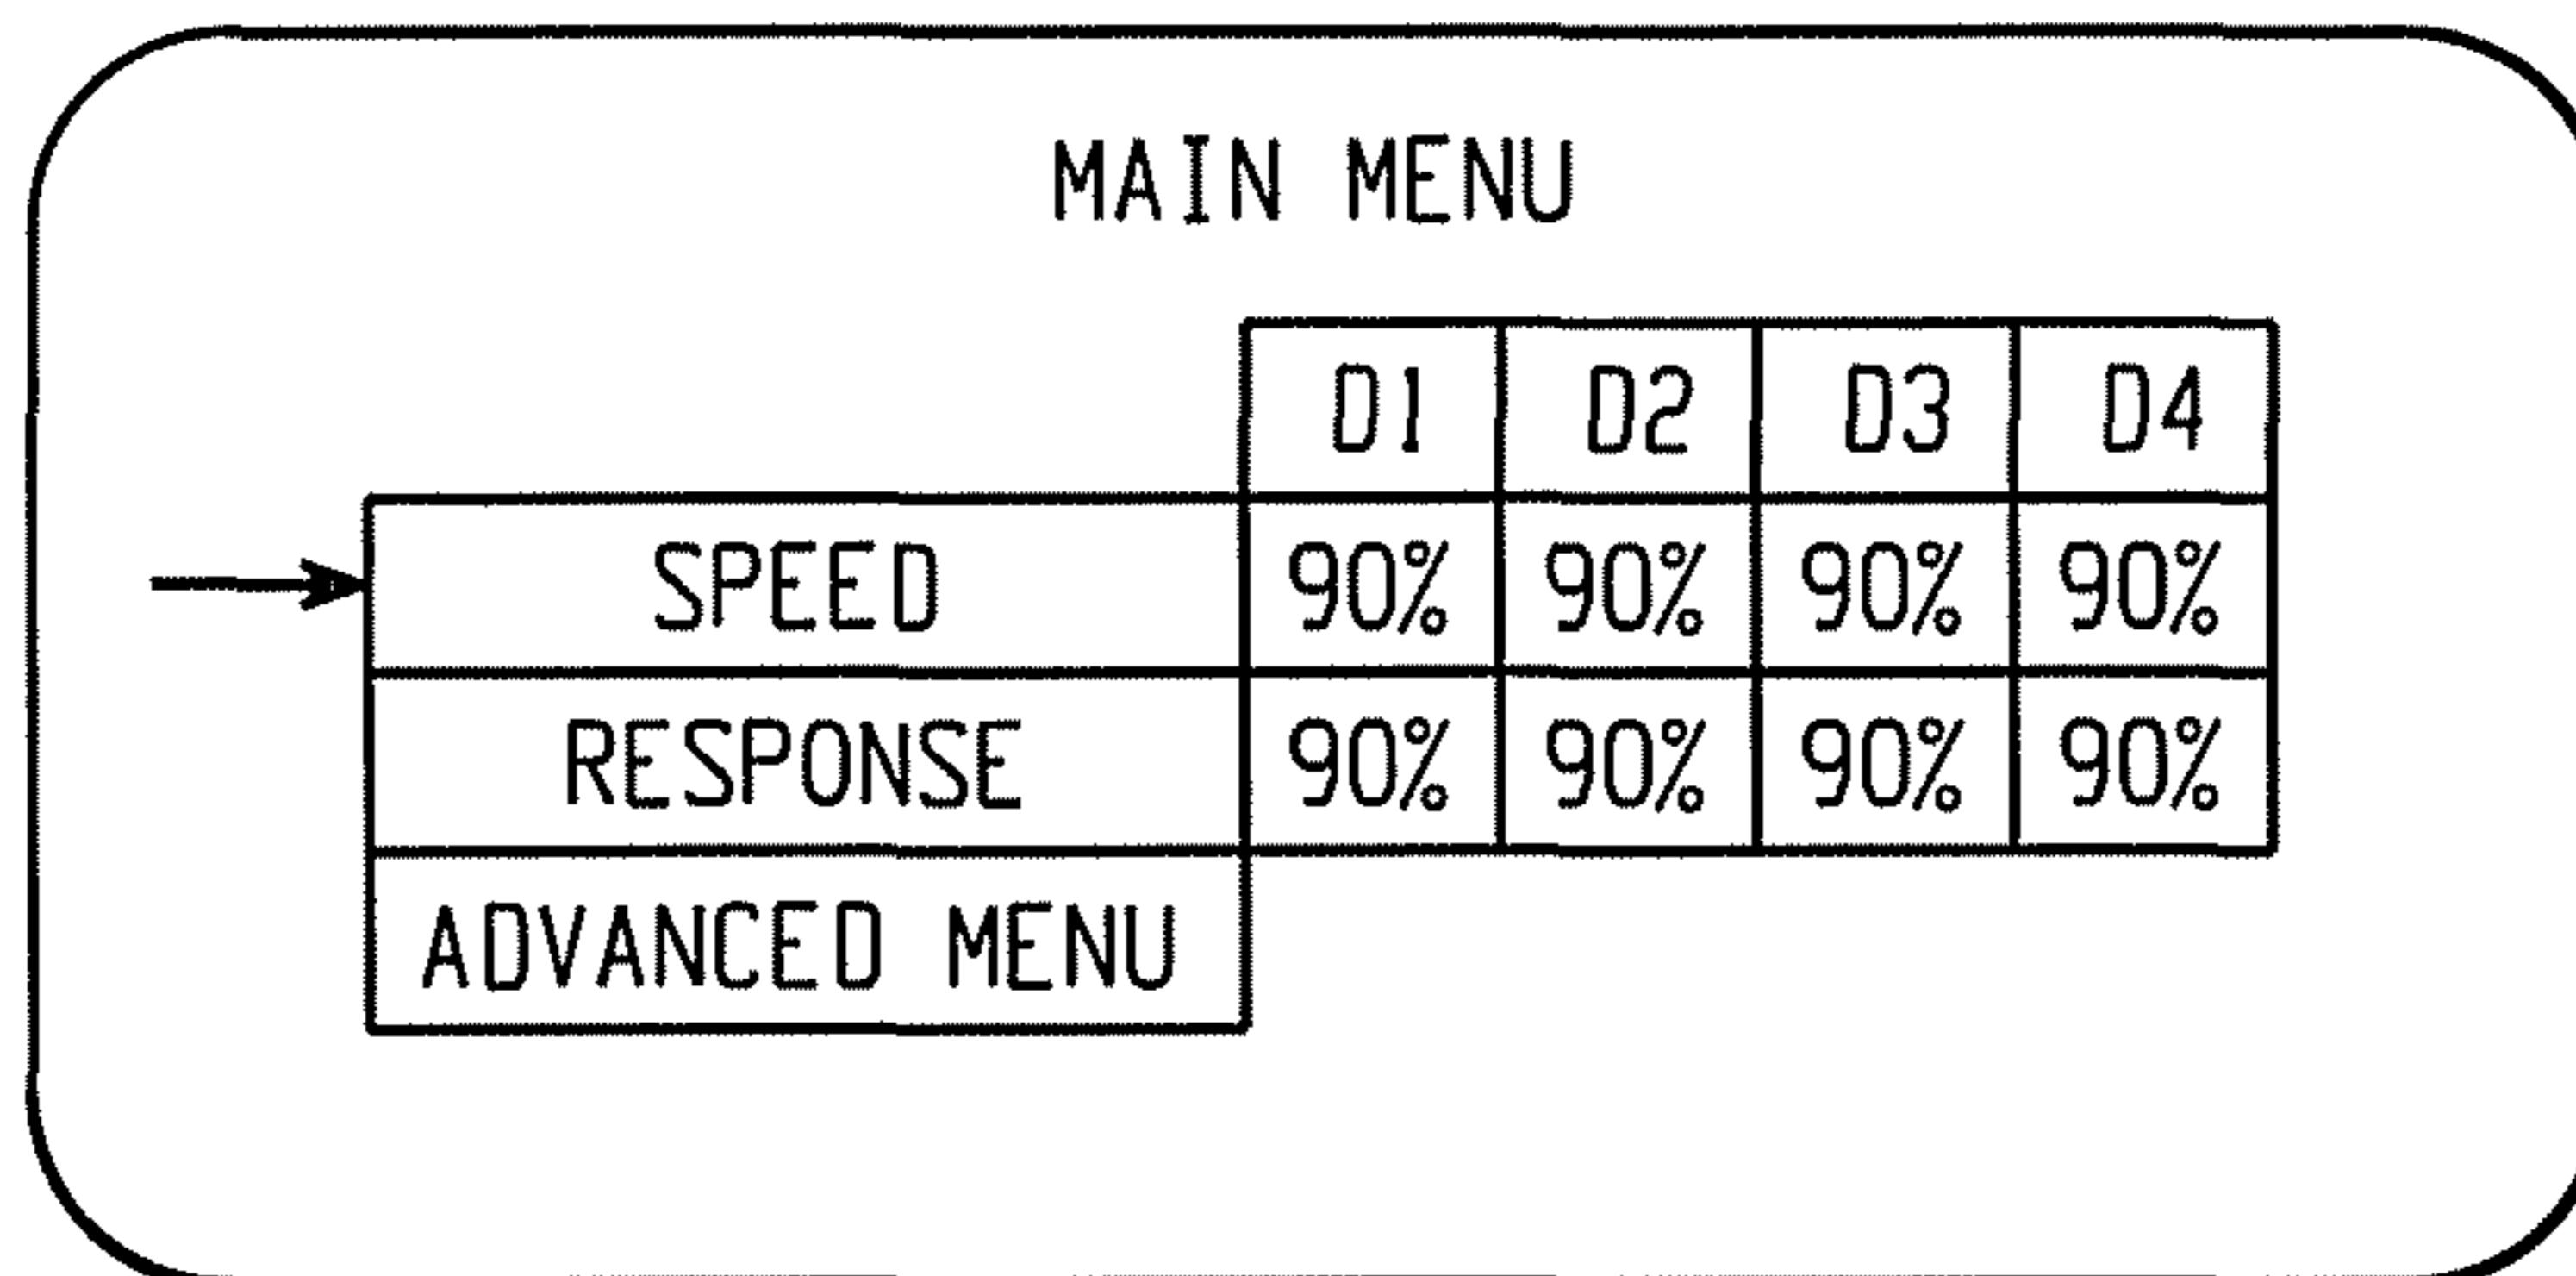 MAIN MENU
D1 D2 D3 D4
SPEED 90% 90% 90% 90%
RESPONSE 90% 90% 90% 90%
ADVANCED MENU